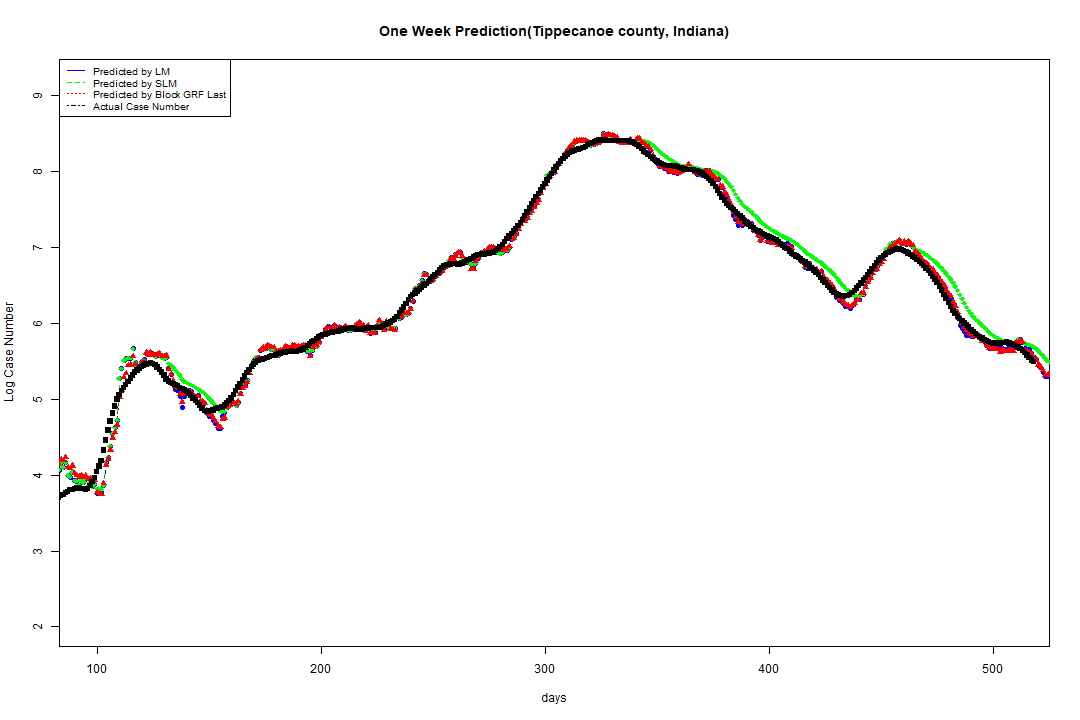 One Week Prediction(Tippecanoe county, Indiana)
Predicted by LM
Predicted by SLM
Predicted by Block GRF Last
Actual Case Number
Log Case Number
9
8
7
6
5
4
3
2
100 200 300 400 500
days